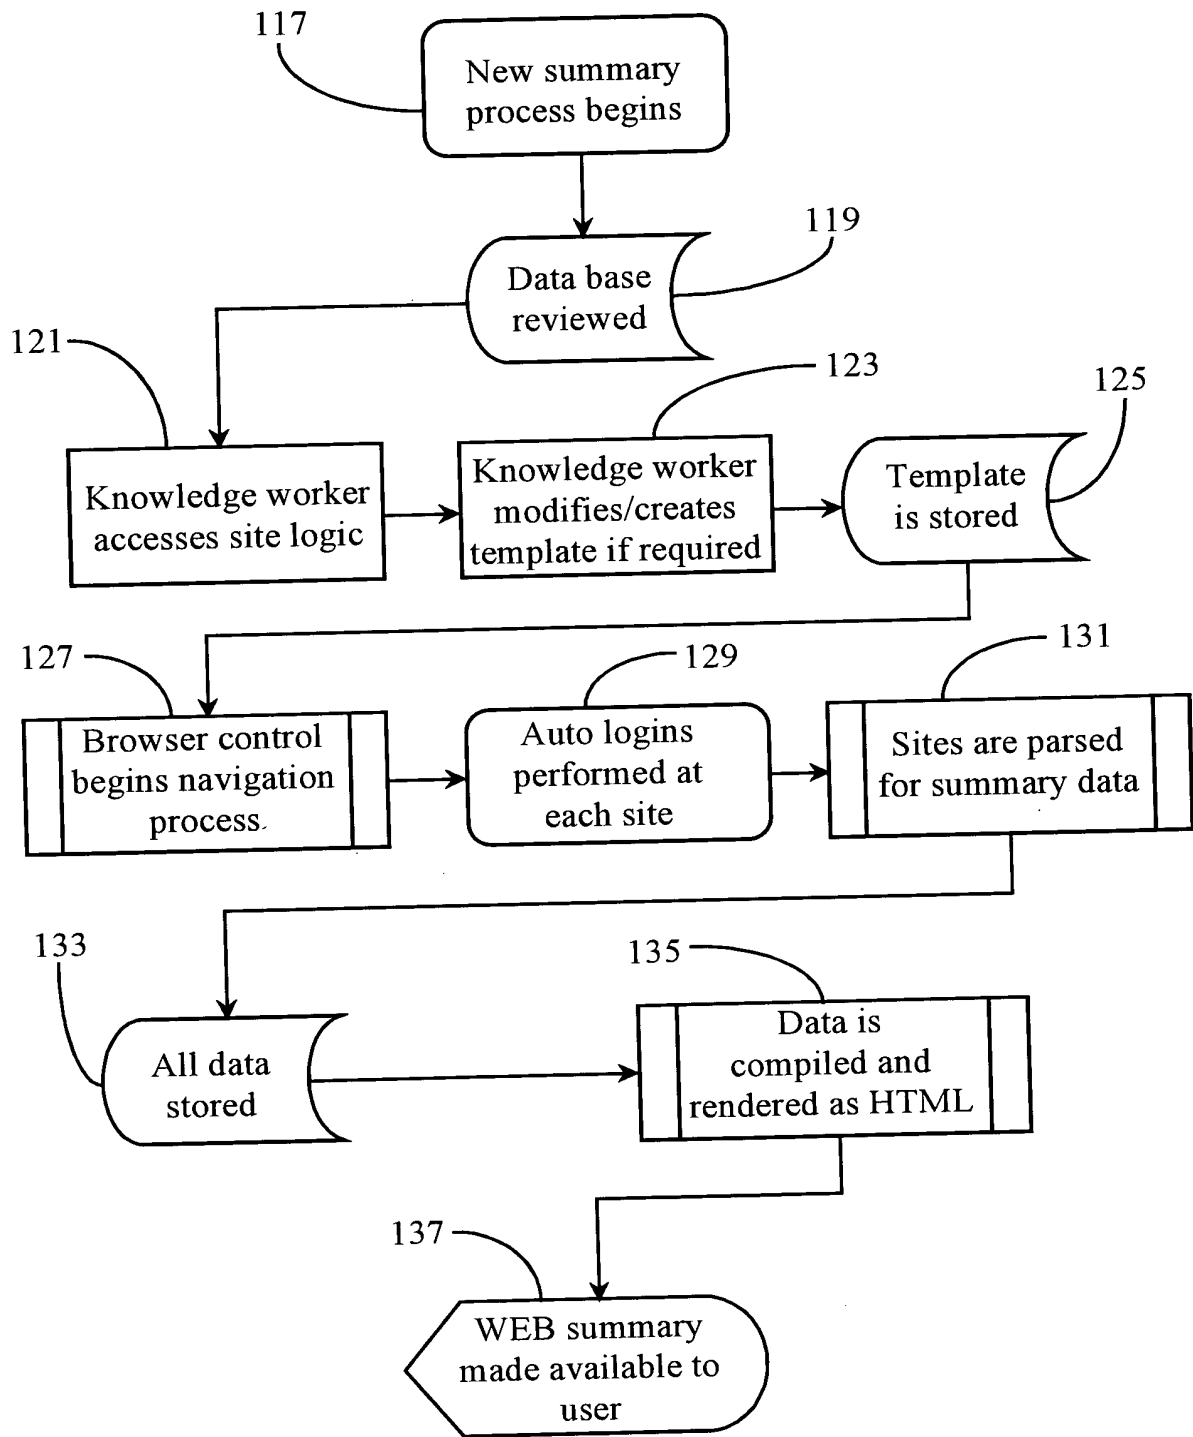 117
New summary
process begins
119
Data base
reviewed
121
123
125
Knowledge worker
accesses site logic
Knowledge worker
modifies/creates
template if required
Template
is stored
127
129
131
Browser control
begins navigation
process
Auto logins
performed at
each site
Sites are parsed
for summary data
133
135
All data
stored
Data is
compiled and
rendered as HTML
137
WEB summary
made available to
user